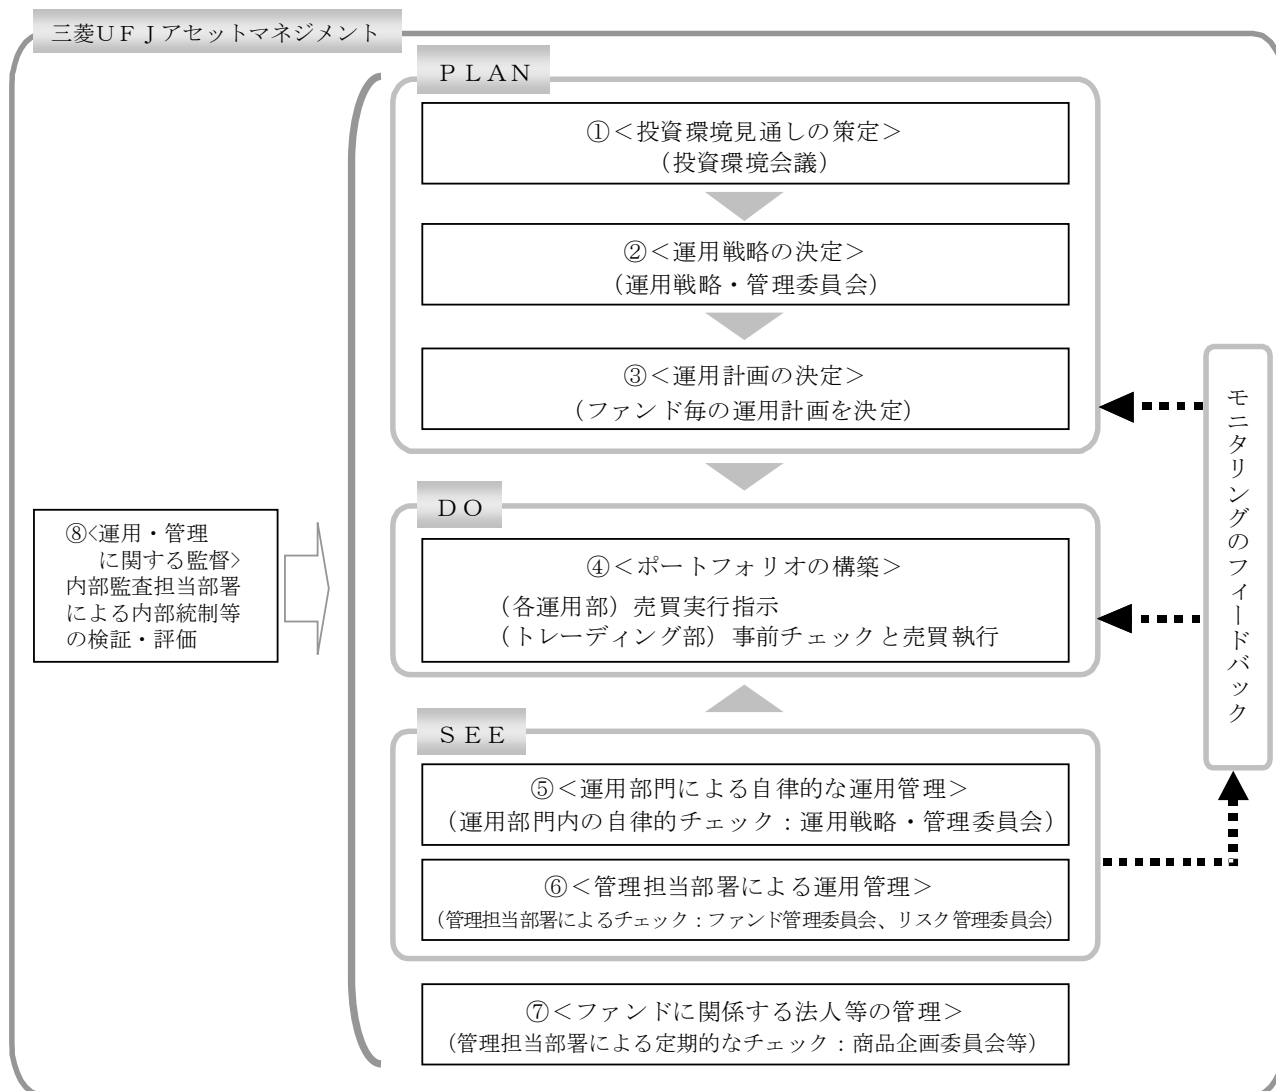 三菱UFJアセットマネジメント
PLAN
①<投資環境見通しの策定>
（投資環境会議）
②<運用戦略の決定>
（運用戦略・管理委員会）
③<運用計画の決定>
（ファンド毎の運用計画を決定）
DO
④<ポートフォリオの構築>
（各運用部）売買実行指示
（トレーディング部）事前チェックと売買執行
SEE
⑤<運用部門による自律的な運用管理>
（運用部門内の自律的チェック：運用戦略・管理委員会）
⑥<管理担当部署による運用管理>
（管理担当部署によるチェック：ファンド管理委員会、リスク管理委員会）
⑦<ファンドに関係する法人等の管理>
（管理担当部署による定期的なチェック：商品企画委員会等）
⑧<運用・管理
に関する監督>
内部監査担当部署
による内部統制等
の検証・評価
モニタリングのフィードバック